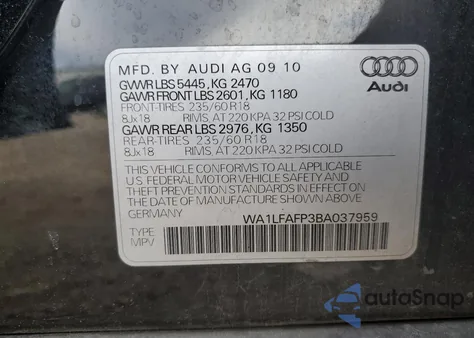 MFD. BY AUDI AG 09 10
GVWR LBS 5445, KG 2470
GAWR FRONT LBS 2601, KG 1180
FRONT-TIRES 235/60 R18
8Jx18 RIMS, AT 220 KPA 32 PSI COLD
GAWR REAR LBS 2976, KG 1350
REAR-TIRES 235/60 R18
8Jx18 RIMS, AT 220 KPA 32 PSI COLD
THIS VEHICLE CONFORMS TO ALL APPLICABLE
U.S. FEDERAL MOTOR VEHICLE SAFETY AND
THEFT PREVENTION STANDARDS IN EFFECT ON
THE DATE OF MANUFACTURE SHOWN ABOVE
GERMANY WA1LFAFP3BA037959
TYPE
MPV
Audi
autoSnap